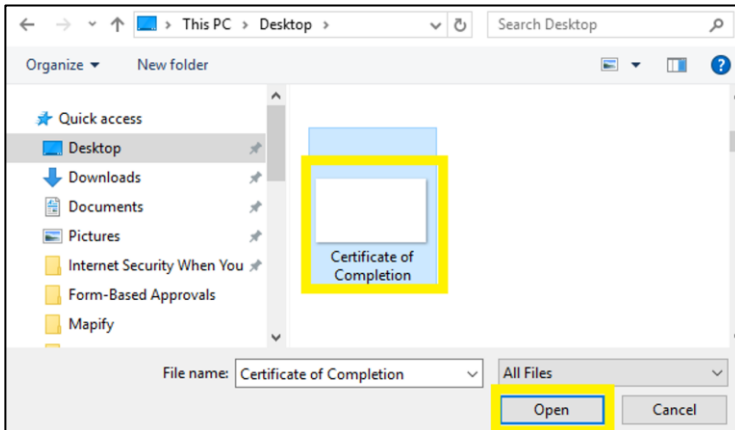 This PC > Desktop >
Search Desktop
Organize
New folder
Quick access
Desktop
Downloads
Documents
Pictures
Internet Security When You
Form-Based Approvals
Mapify
Certificate of
Completion
File name:
Certificate of Completion
All Files
Open
Cancel